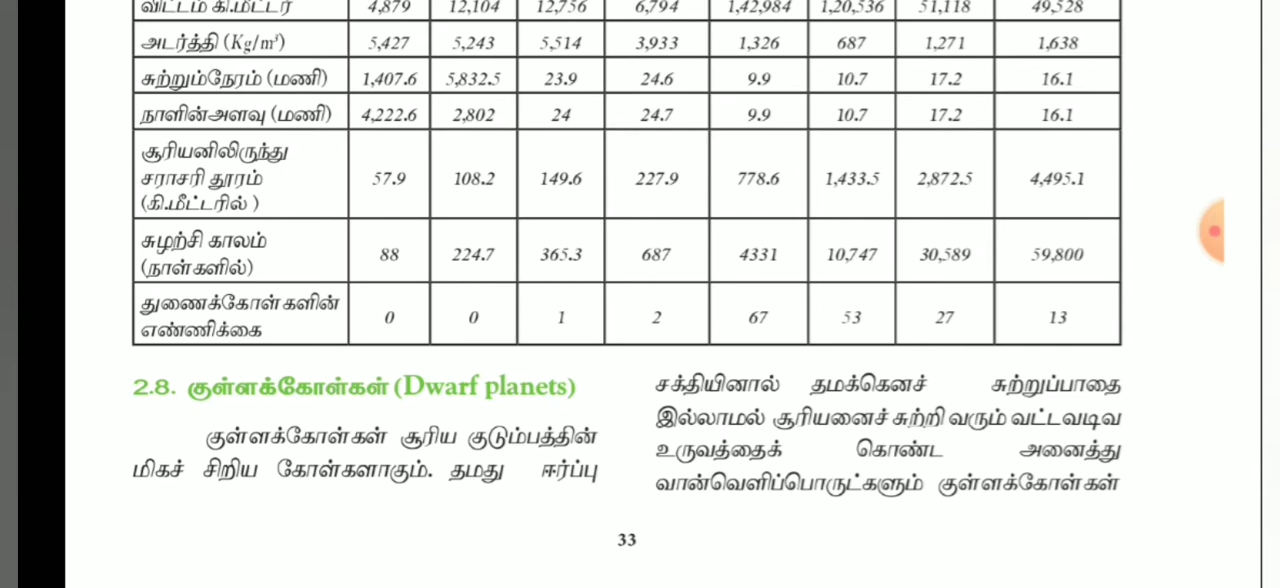 விட்டம் கி.மீட்டர் 4,879 12,104 12,756 6,794 1,42,984 1,20,536 51,118 49,528
அடர்த்தி (Kg/m³) 5,427 5,243 5,514 3,933 1,326 687 1,271 1,638
சுற்றும்நேரம் (மணி) 1,407.6 5,832.5 23.9 24.6 9.9 10.7 17.2 16.1
நாளின்அளவு (மணி) 4,222.6 2,802 24 24.7 9.9 10.7 17.2 16.1
சூரியனிலிருந்து
சராசரி தூரம் 57.9 108.2 149.6 227.9 778.6 1,433.5 2,872.5 4,495.1
(கி.மீட்டரில் )
சுழற்சி காலம்
(நாள்களில்) 88 224.7 365.3 687 4331 10,747 30,589 59,800
துணைக்கோள்களின்
எண்ணிக்கை 0 0 1 2 67 53 27 13
2.8. குள்ளக்கோள்கள் (Dwarf planets)
குள்ளக்கோள்கள் சூரிய குடும்பத்தின்
மிகச் சிறிய கோள்களாகும். தமது ஈர்ப்பு
சக்தியினால் தமக்கெனச் சுற்றுப்பாதை
இல்லாமல் சூரியனைச் சுற்றி வரும் வட்டவடிவ
உருவத்தைக் கொண்ட அனைத்து
வான்வெளிப்பொருட்களும் குள்ளக்கோள்கள்
33